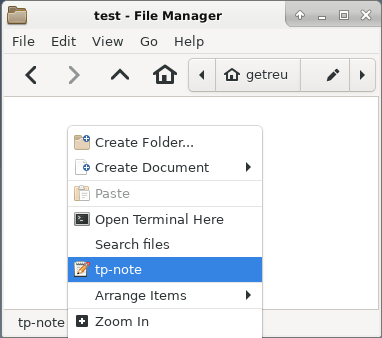 test - File Manager
File Edit View Go Help
getreu
Create Folder...
Create Document
Paste
Open Terminal Here
Search files
tp-note
Arrange Items
tp-note
Zoom In